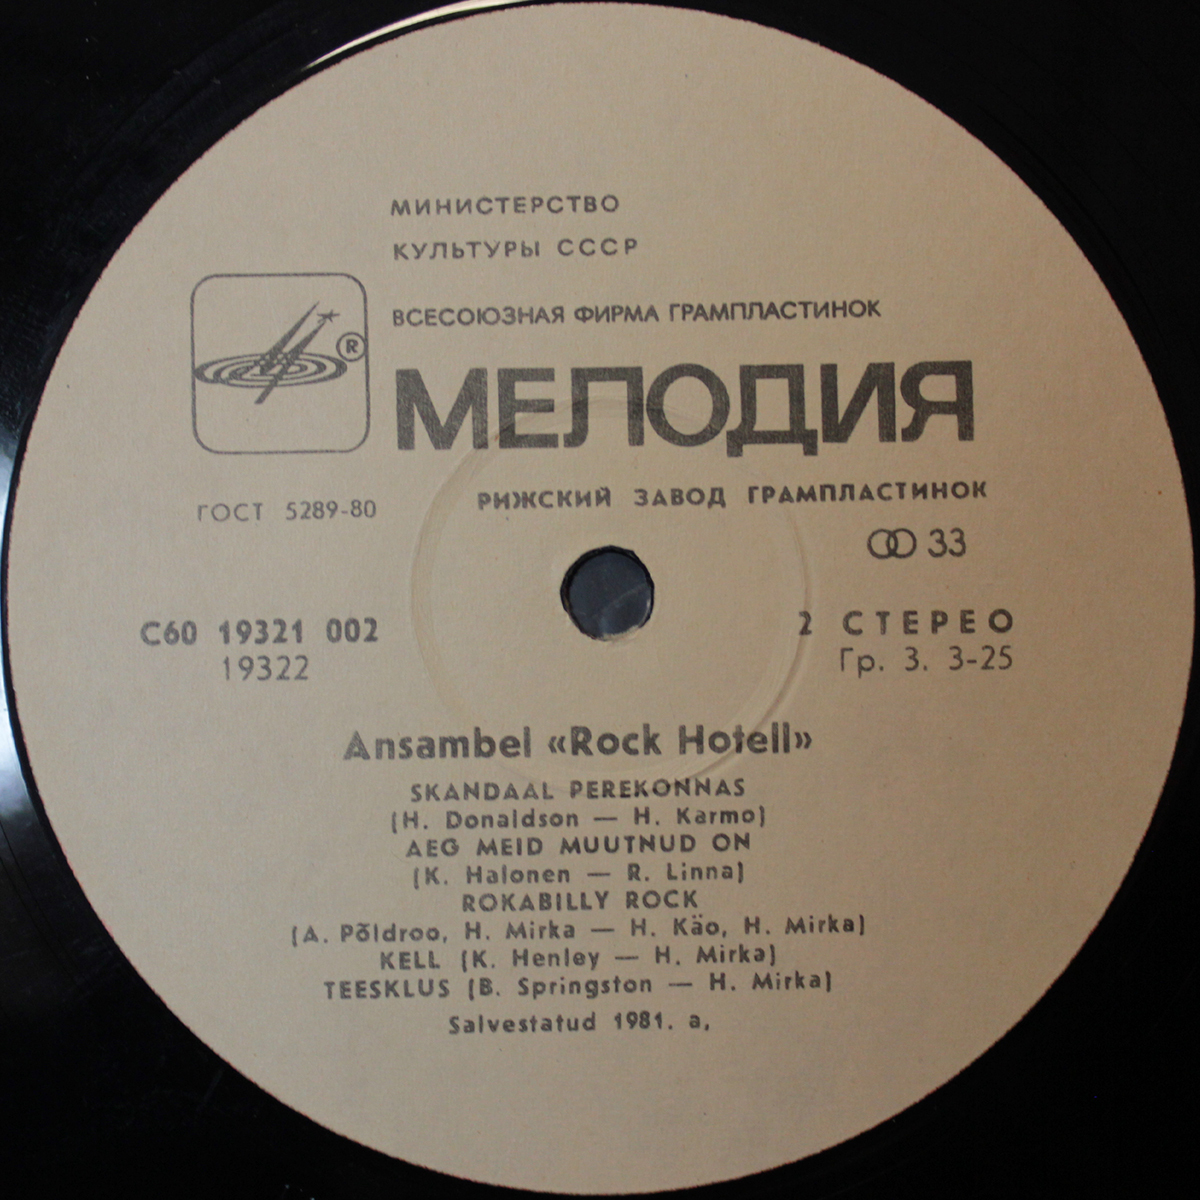 МИНИСТЕРСТВО
КУЛЬТУРЫ СССР
ВСЕСОЮЗНАЯ ФИРМА ГРАМПЛАСТИНОК
®
МЕЛОДИЯ
РИЖСКИЙ ЗАВОД ГРАМПЛАСТИНОК
ГОСТ 5289-80
33
С60 19321 002
19322
2 СТЕРЕО
Гр. 3. 3-25
Ansambel «Rock Hotell»
SKANDAAL PEREKONNAS
(H. Donaldson — H. Karmo)
AEG MEID MUUTNUD ON
(K. Halonen — R. Linna)
ROKABILLY ROCK
(A. Põldroo, H. Mirka — H. Käo, H. Mirka)
KELL (K. Henley — H. Mirka)
TEESKLUS (B. Springston — H. Mirka)
Salvestatud 1981. a,